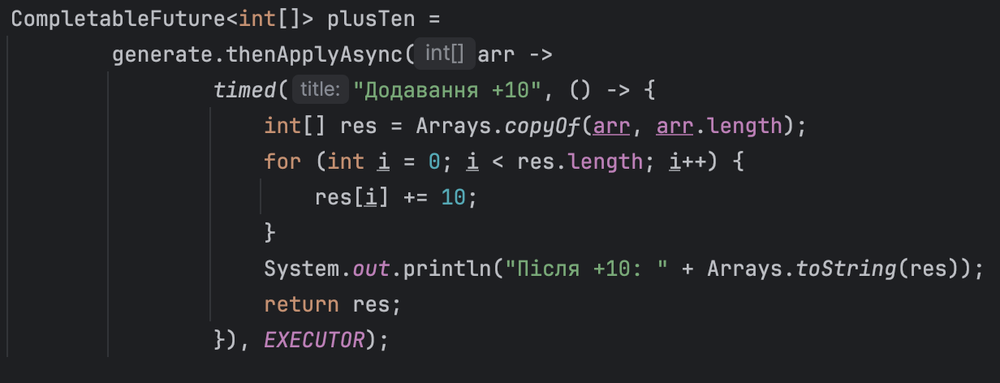 CompletableFuture<int[]> plusTen =
generate.thenApplyAsync( int[] arr ->
timed( title: "Додавання +10", () -> {
int[] res = Arrays.copyOf(arr, arr.length);
for (int i = 0; i < res.length; i++) {
res[i] += 10;
}
System.out.println("Після +10: " + Arrays.toString(res));
return res;
}), EXECUTOR);